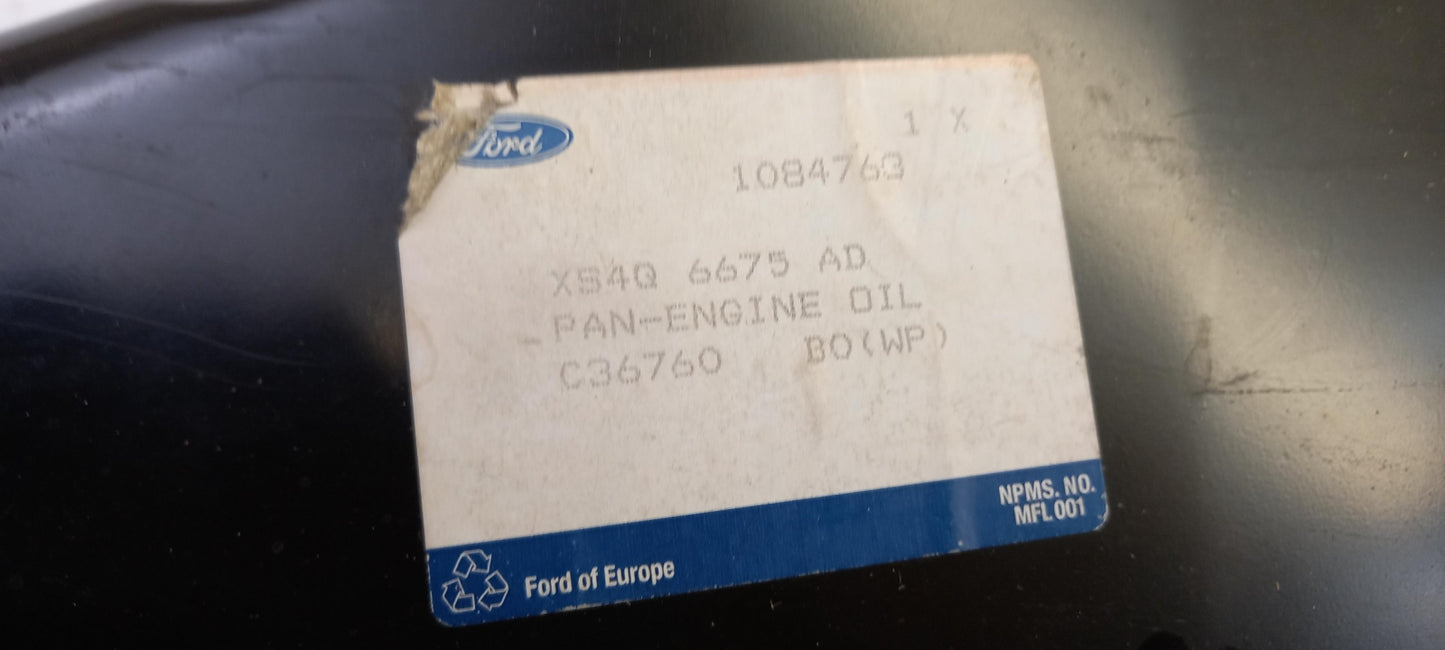 Ford
1 X
1084763
XS4Q 6675 AD
PAN-ENGINE OIL
C36760 BO(WP)
NPMS. NO.
MFL 001
Ford of Europe